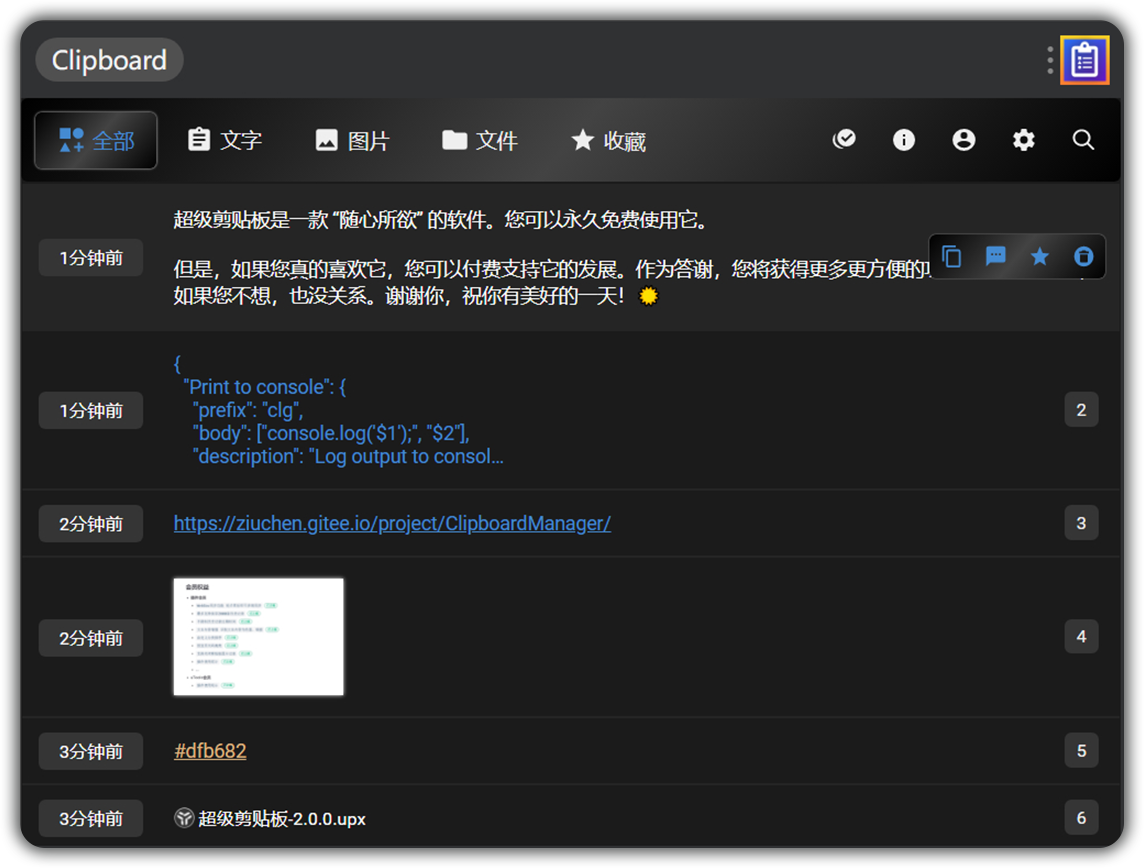 Clipboard
全部 文字 图片 文件 收藏
1分钟前
超级剪贴板是一款 “随心所欲” 的软件。您可以永久免费使用它。
但是，如果您真的喜欢它，您可以付费支持它的发展。作为答谢，您将获得更多更方便的
如果您不想，也没关系。谢谢你，祝你有美好的一天！
1分钟前
{
"Print to console": {
"prefix": "clg",
"body": ["console.log('$1');", "$2"],
"description": "Log output to consol...
2
2分钟前
https://ziuchen.gitee.io/project/ClipboardManager/
3
2分钟前
4
3分钟前
#dfb682
5
3分钟前
超级剪贴板-2.0.0.upx
6